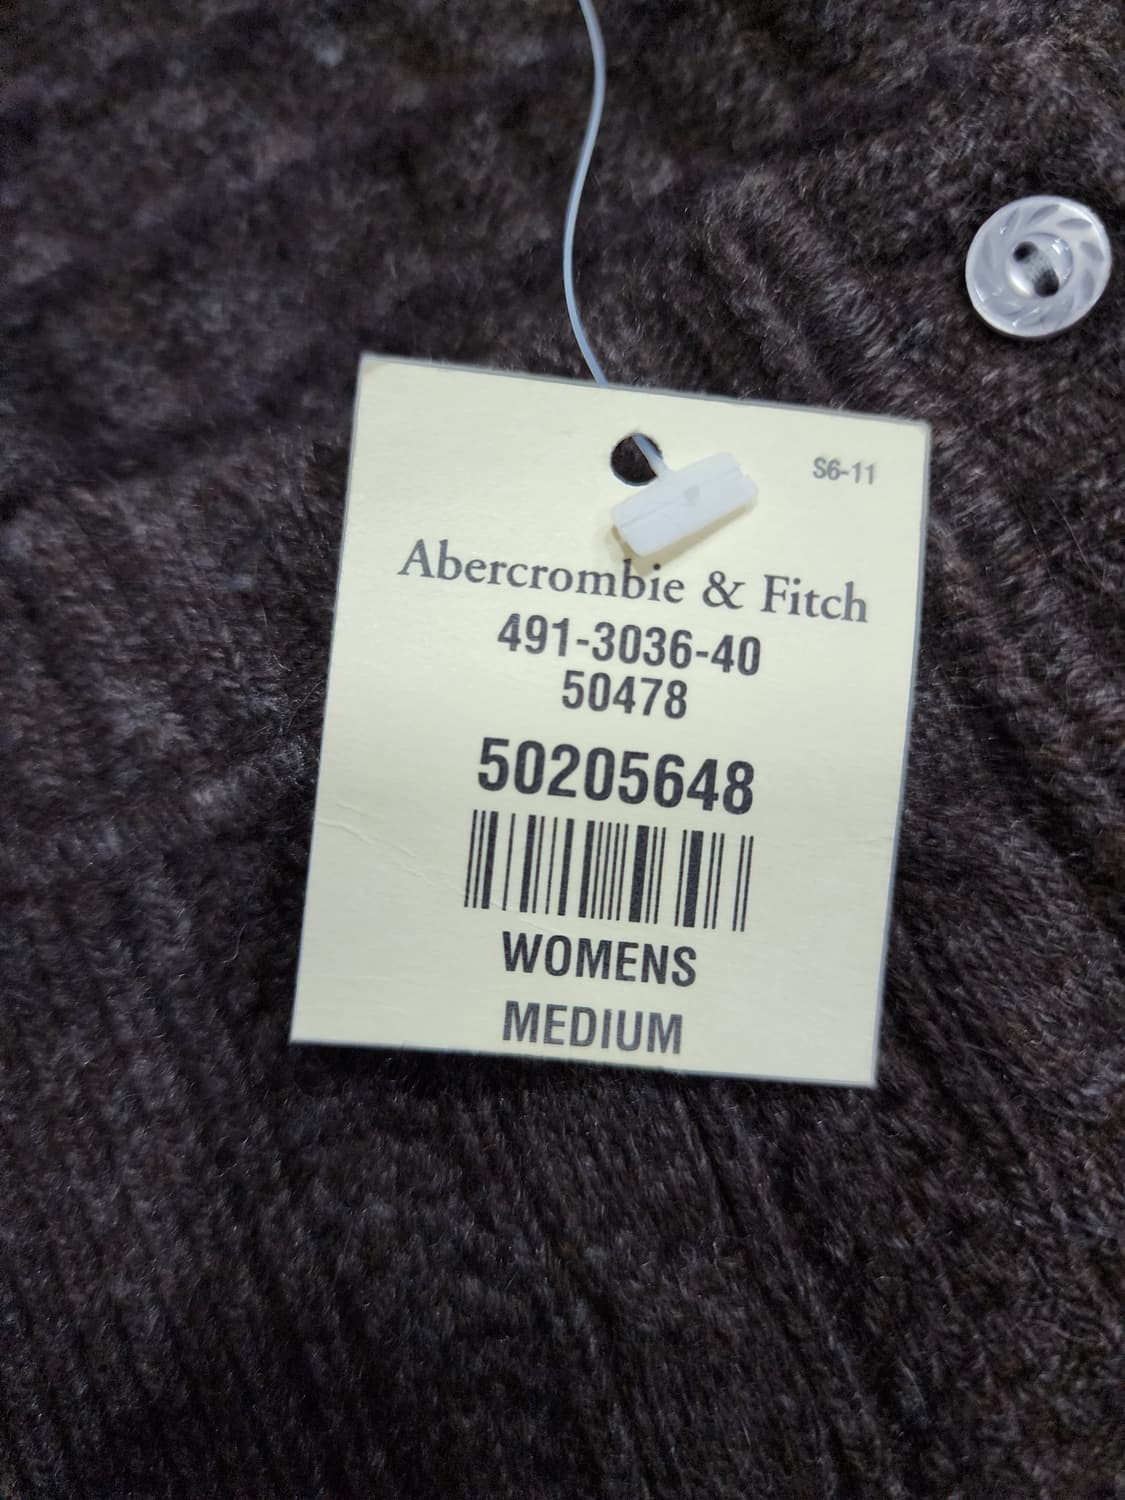 S6-11
Abercrombie & Fitch
491-3036-40
50478
50205648
WOMENS
MEDIUM